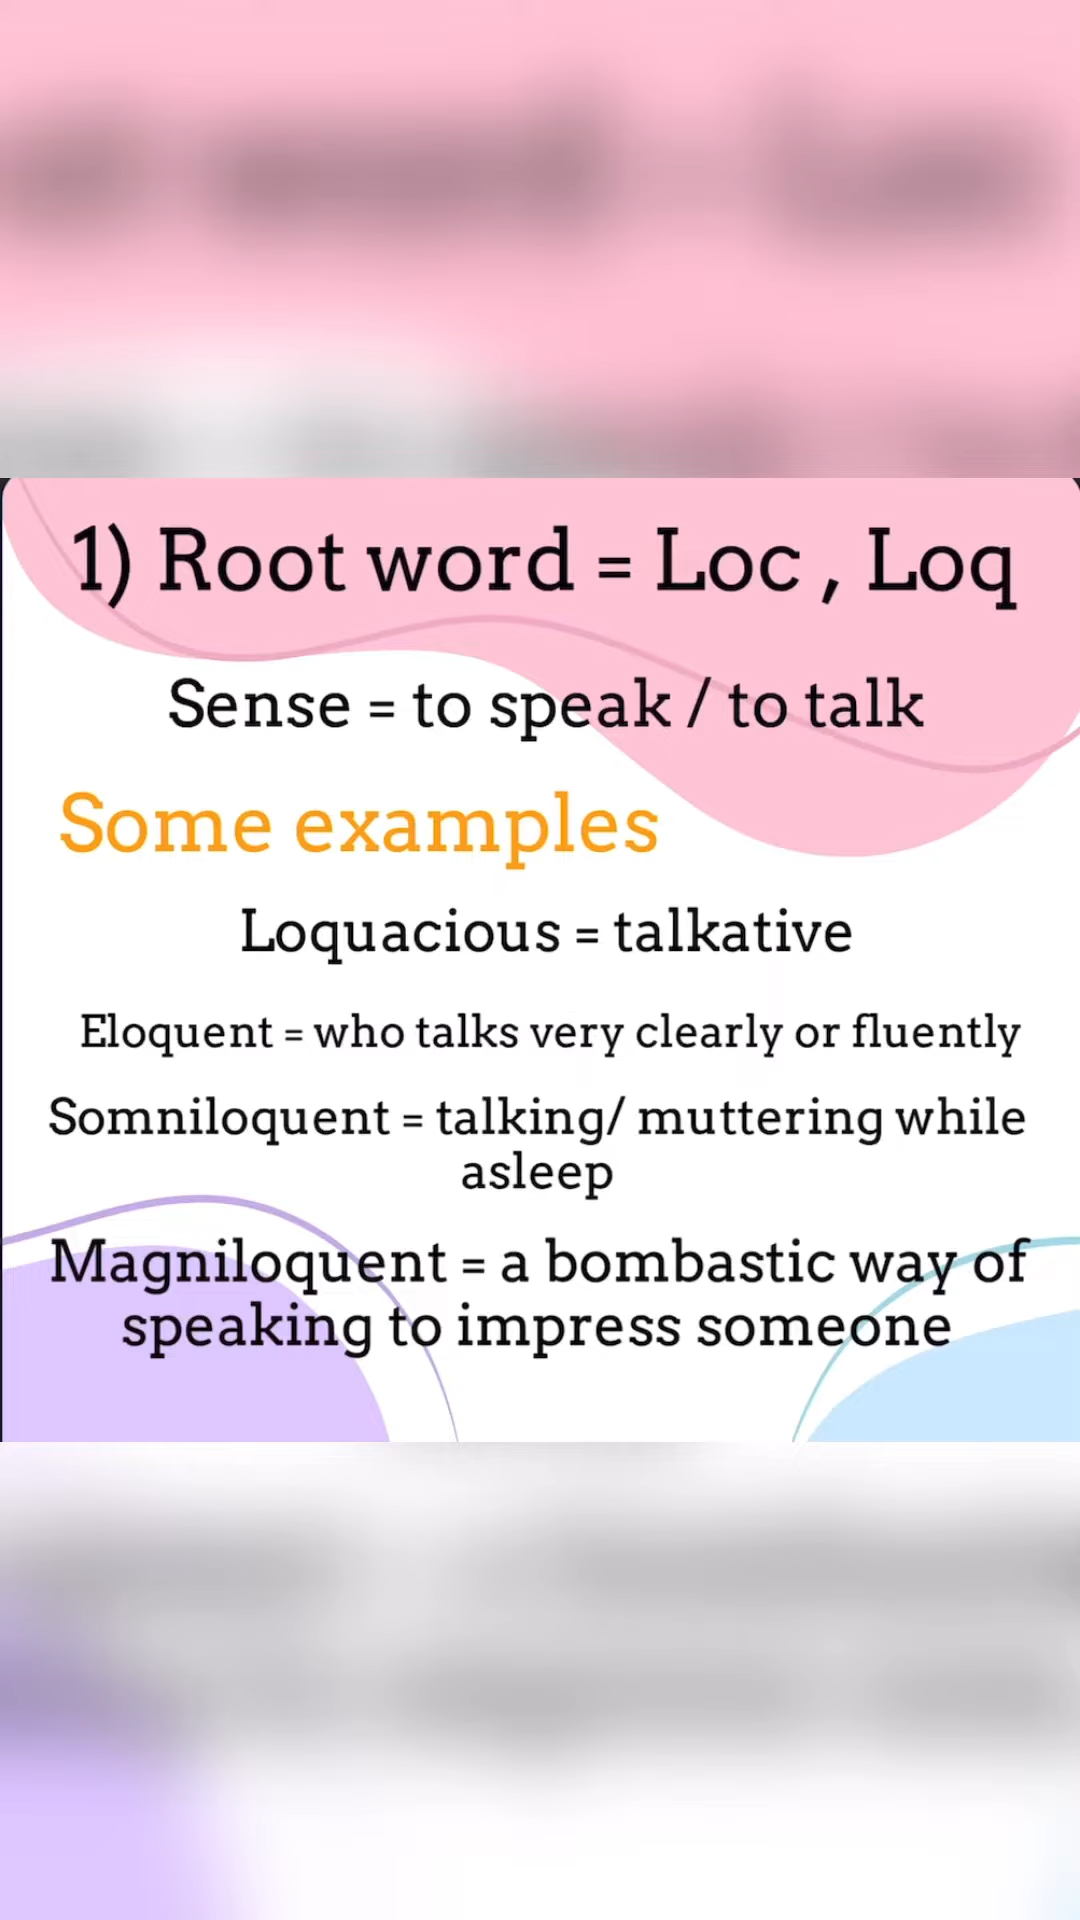 1) Root word = Loc , Loq
Sense = to speak / to talk
Some examples
Loquacious = talkative
Eloquent = who talks very clearly or fluently
Somniloquent = talking/ muttering while
asleep
Magniloquent = a bombastic way of
speaking to impress someone